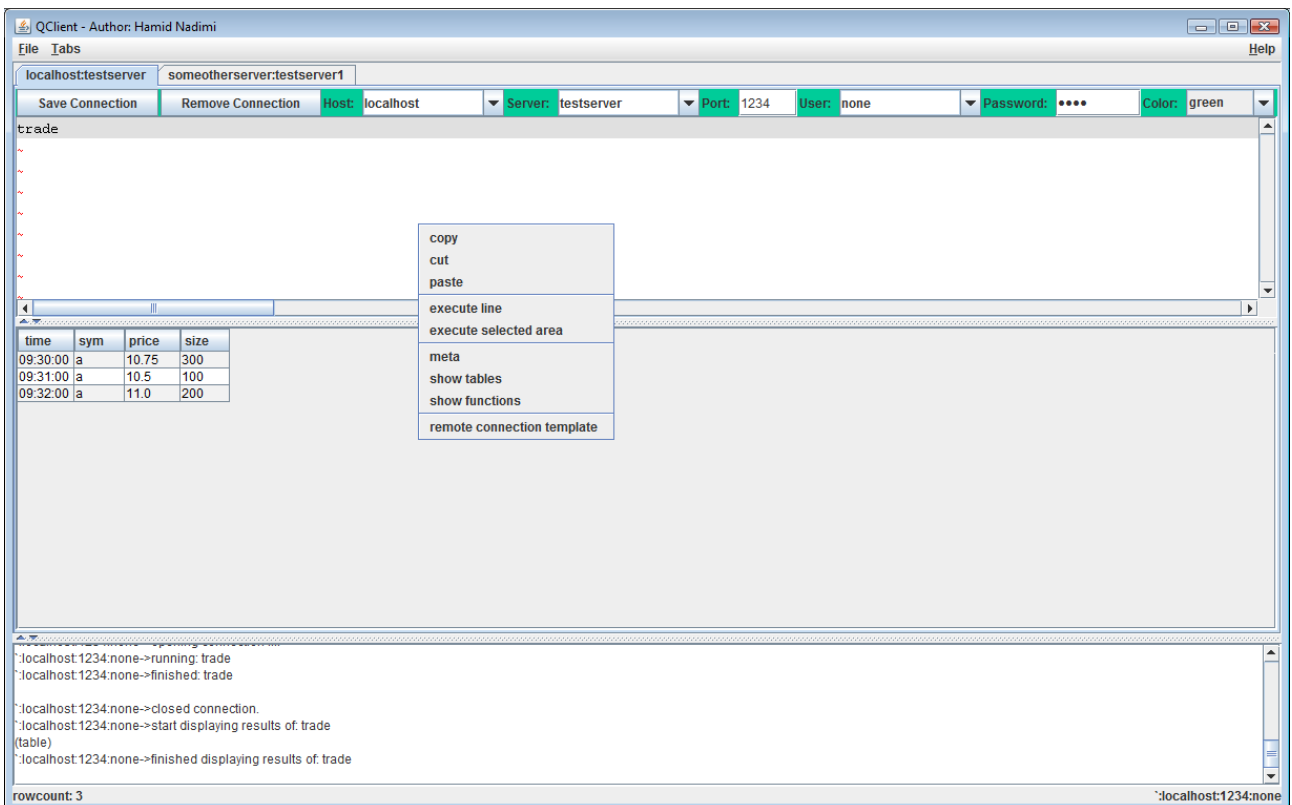 QClient - Author: Hamid Nadimi
File Tabs Help
localhost:testserver someotherserver:testserver1
Save Connection Remove Connection Host: localhost Server: testserver Port: 1234 User: none Password: •••• Color: green
trade
~
~
~
~
~
~
~
~
copy
cut
paste
execute line
execute selected area
meta
show tables
show functions
remote connection template
time sym price size
09:30:00 a 10.75 300
09:31:00 a 10.5 100
09:32:00 a 11.0 200
`:localhost:1234:none->running: trade
`:localhost:1234:none->finished: trade
`:localhost:1234:none->closed connection.
`:localhost:1234:none->start displaying results of: trade
(table)
`:localhost:1234:none->finished displaying results of: trade
rowcount: 3 `:localhost:1234:none